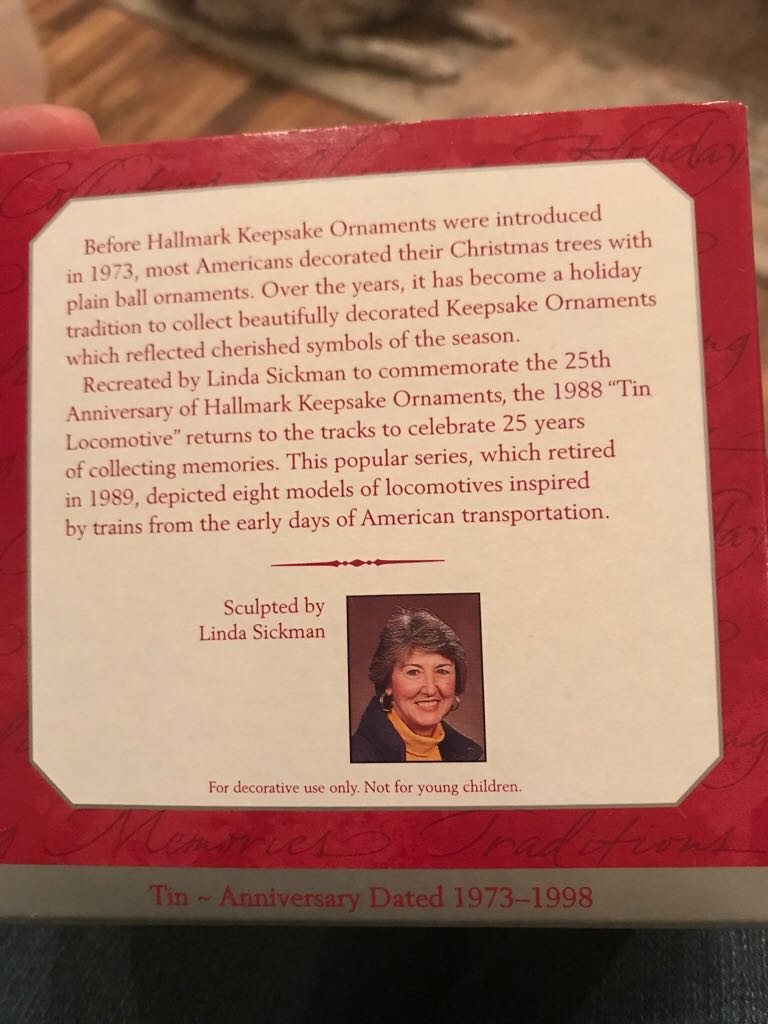 Holiday
Before Hallmark Keepsake Ornaments were introduced
in 1973, most Americans decorated their Christmas trees with
plain ball ornaments. Over the years, it has become a holiday
tradition to collect beautifully decorated Keepsake Ornaments
which reflected cherished symbols of the season.
Recreated by Linda Sickman to commemorate the 25th
Anniversary of Hallmark Keepsake Ornaments, the 1988 “Tin
Locomotive” returns to the tracks to celebrate 25 years
of collecting memories. This popular series, which retired
in 1989, depicted eight models of locomotives inspired
by trains from the early days of American transportation.
Sculpted by
Linda Sickman
For decorative use only. Not for young children.
Memories Traditions
Tin ~ Anniversary Dated 1973–1998